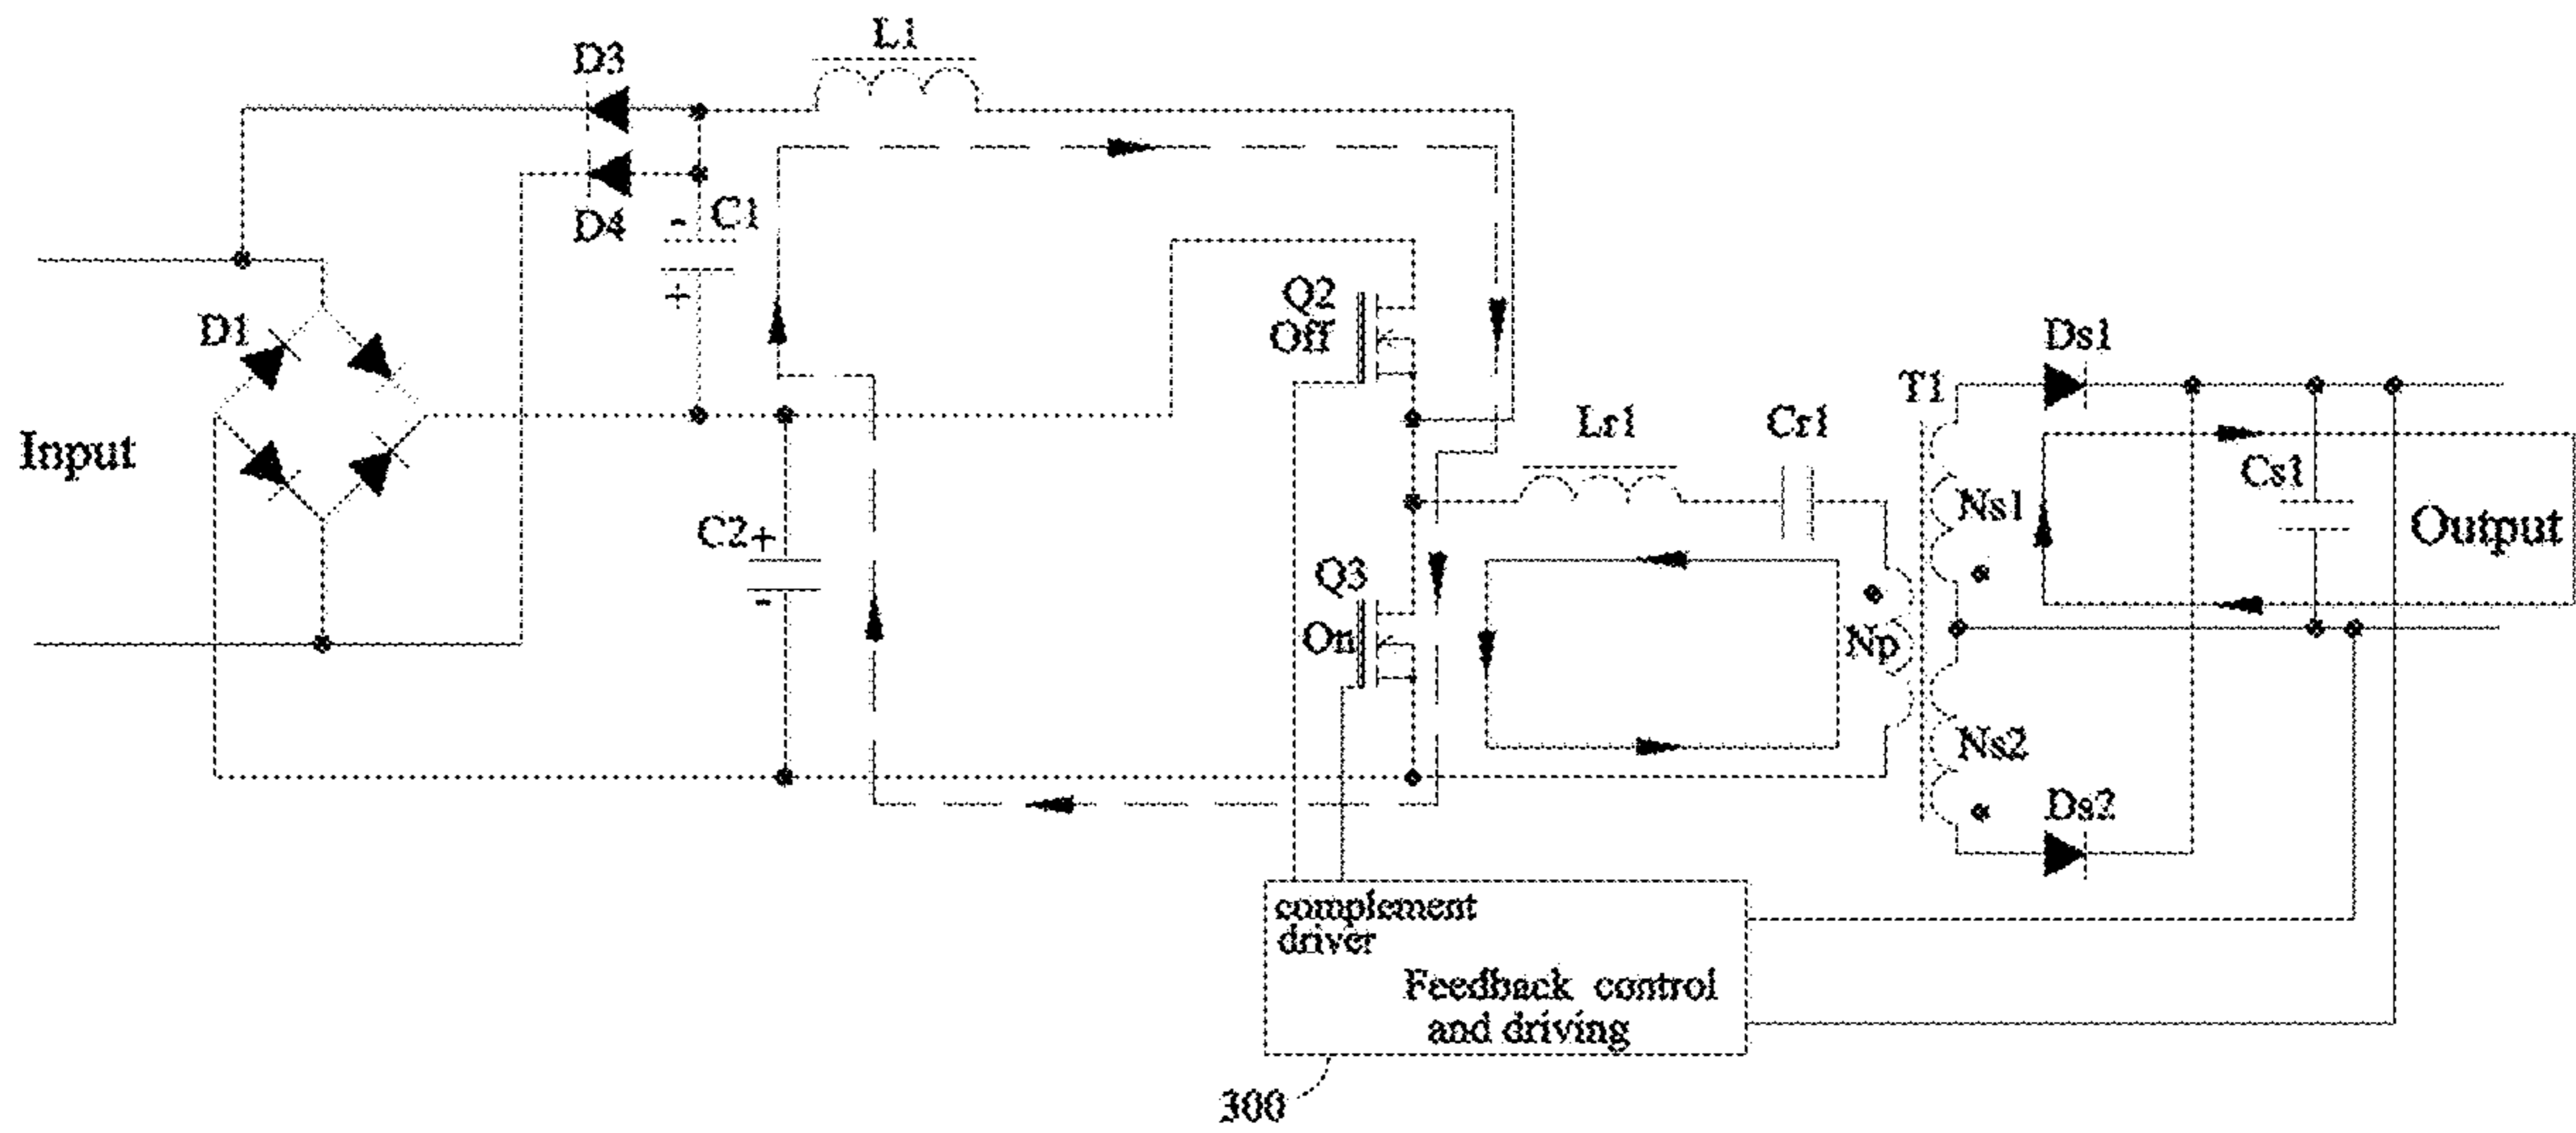 L1
D3
D4
C1
-
+
D1
Q2
Off
Input
C2
+
-
Q3
On
Lr1
Cr1
T1
Np
Ds1
Ns1
Cs1
Output
Ns2
Ds2
complement
driver
Feedback control
and driving
300